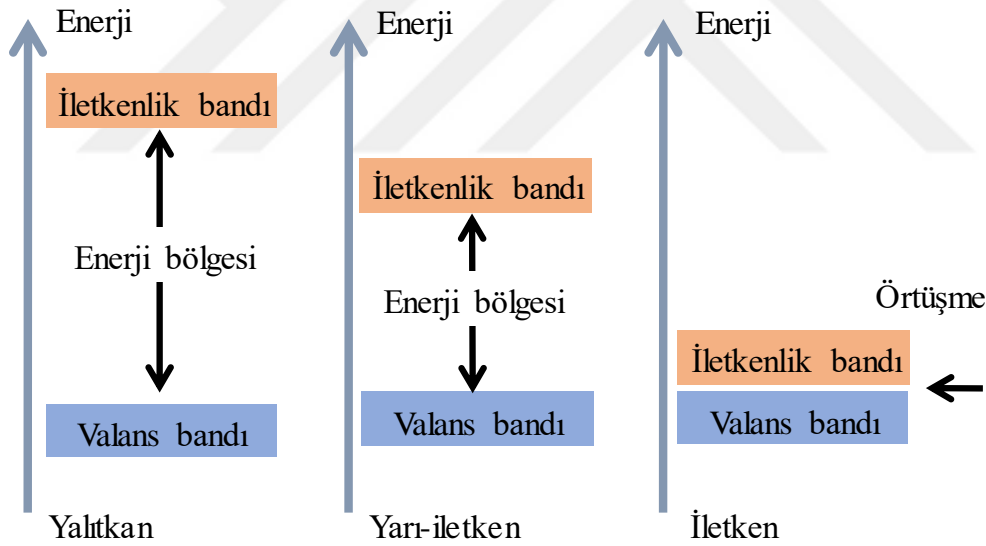 Enerji
İletkenlik bandı
Enerji bölgesi
Valans bandı
Yalıtkan
Enerji
İletkenlik bandı
Enerji bölgesi
Valans bandı
Yarı-iletken
Enerji
Örtüşme
İletkenlik bandı
Valans bandı
İletken